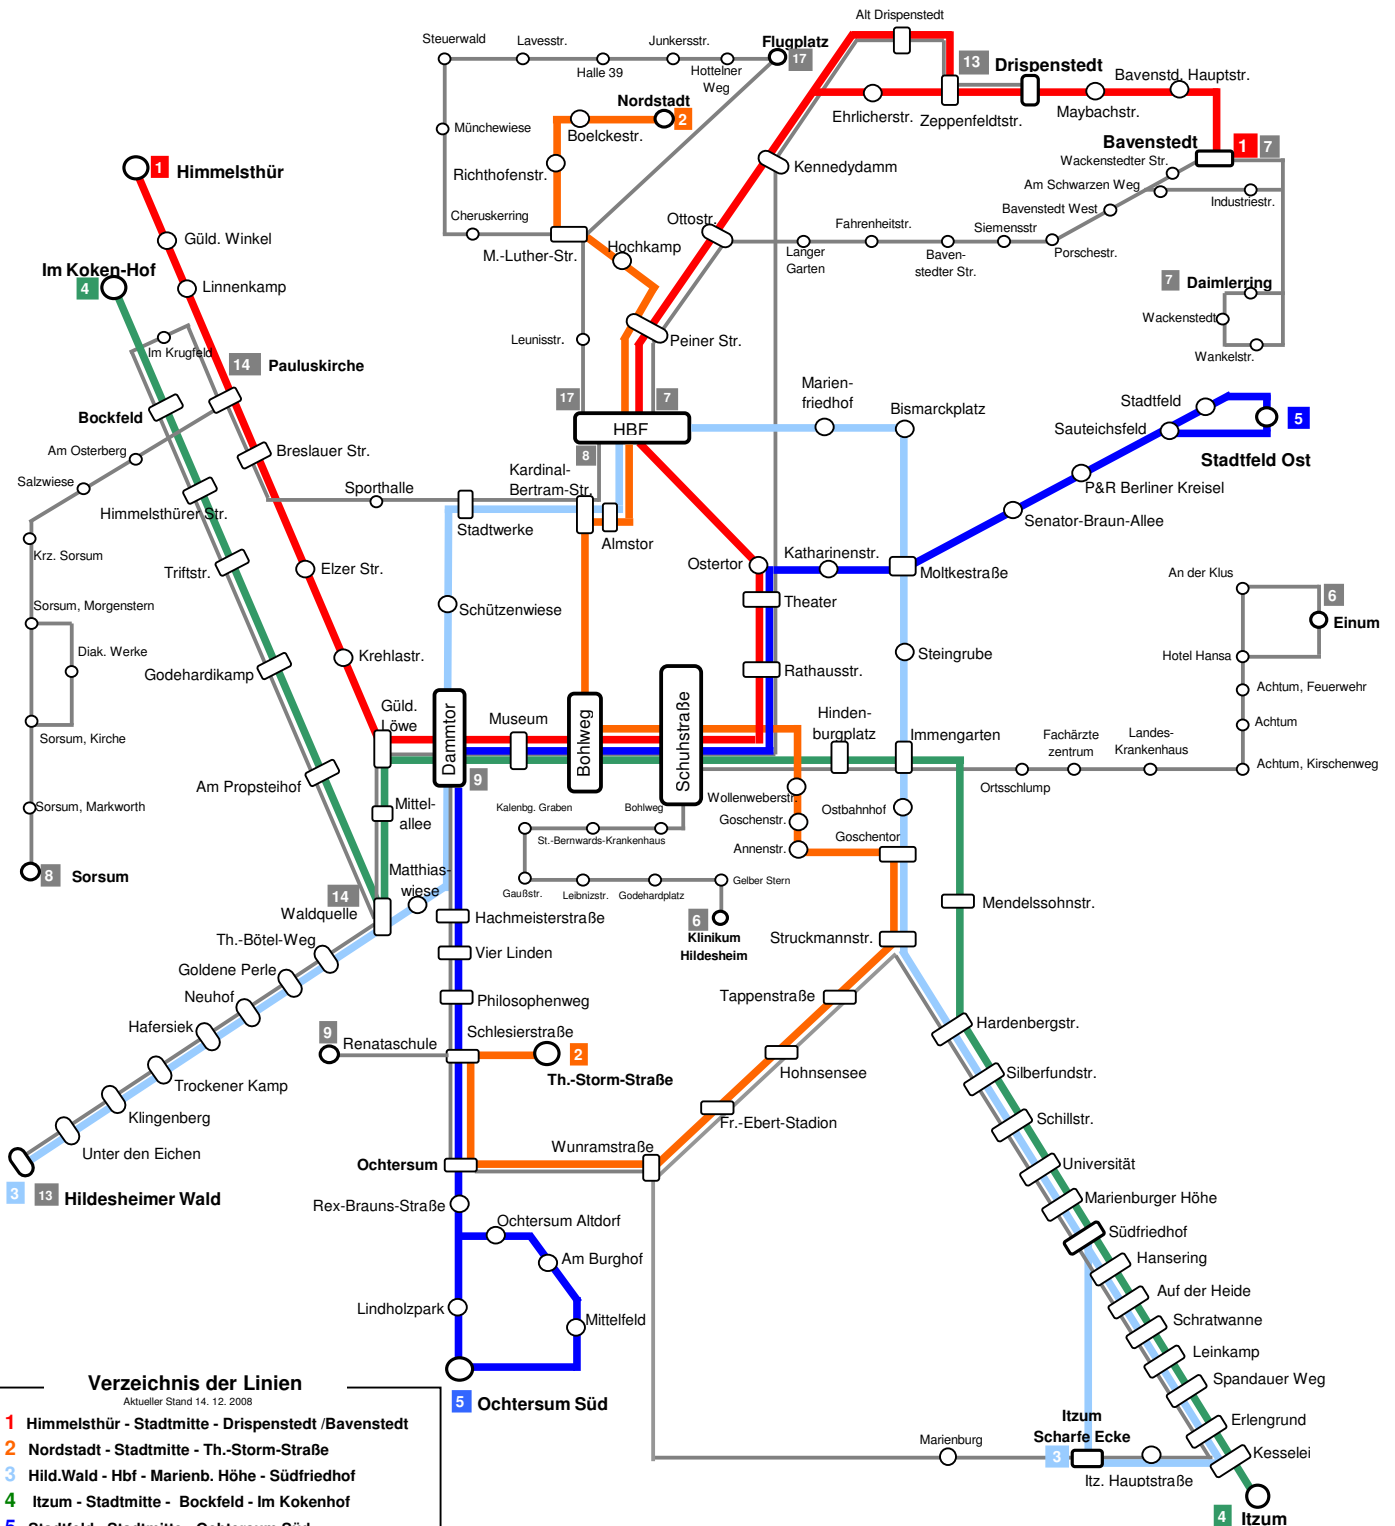 Alt Drispenstedt
Steuerwald
Lavesstr.
Junkersstr.
Flugplatz
17
Halle 39
Hottelner
Weg
13
Drispenstedt
Bavenstd. Hauptstr.
Nordstadt
2
Boelckestr.
Ehrlicherstr.
Zeppenfeldtstr.
Maybachstr.
Münchewiese
Bavenstedt
1
7
1
Himmelsthür
Richthofenstr.
Kennedydamm
Wackenstedter Str.
Am Schwarzen Weg
Industriestr.
Bavenstedt West
Cheruskerring
Ottostr.
Fahrenheitstr.
Siemensstr
Güld. Winkel
M.-Luther-Str.
Hochkamp
Langer
Garten
Baven-
stedter Str.
Porschestr.
Im Koken-Hof
4
Linnenkamp
7
Daimlerring
Wackenstedt
Wankelstr.
Im Krugfeld
Leunisstr.
Peiner Str.
14
Pauluskirche
17
7
Marien-
friedhof
Bismarckplatz
Stadtfeld
5
Sauteichsfeld
Stadtfeld Ost
Bockfeld
HBF
8
Am Osterberg
Breslauer Str.
Kardinal-
Bertram-Str.
Salzwiese
Sporthalle
P&R Berliner Kreisel
Himmelsthürer Str.
Stadtwerke
Almstor
Senator-Braun-Allee
Krz. Sorsum
Triftstr.
Elzer Str.
Ostertor
Katharinenstr.
Moltkestraße
An der Klus
6
Einum
Sorsum, Morgenstern
Schützenwiese
Theater
Diak. Werke
Krehlastr.
Steingrube
Hotel Hansa
Godehardikamp
Rathausstr.
Achtum, Feuerwehr
Sorsum, Kirche
Güld.
Löwe
Dammtor
Museum
Bohlweg
Schuhstraße
Hinden-
burgplatz
Immengarten
Fachärzte
zentrum
Landes-
Krankenhaus
Achtum
Achtum, Kirschenweg
9
Ortsschlump
Am Propsteihof
Sorsum, Markworth
Mittel-
allee
Kalenbg. Graben
Bohlweg
St.-Bernwards-Krankenhaus
Wollenweberstr.
Goschenstr.
Ostbahnhof
Goschentor
Annenstr.
8
Sorsum
Matthias-
wiese
Gaußstr.
Leibnizstr.
Godehardplatz
Gelber Stern
14
Waldquelle
Hachmeisterstraße
6
Klinikum
Hildesheim
Mendelssohnstr.
Th.-Bötel-Weg
Vier Linden
Struckmannstr.
Goldene Perle
Neuhof
Philosophenweg
Tappenstraße
Hafersiek
9
Renataschule
Schlesierstraße
2
Th.-Storm-Straße
Hardenbergstr.
Trockener Kamp
Hohnsensee
Silberfundstr.
Klingenberg
Fr.-Ebert-Stadion
Schillstr.
Unter den Eichen
Ochtersum
Wunramstraße
Universität
3
13
Hildesheimer Wald
Rex-Brauns-Straße
Marienburger Höhe
Ochtersum Altdorf
Südfriedhof
Am Burghof
Hansering
Lindholzpark
Mittelfeld
Auf der Heide
Schratwanne
Leinkamp
Spandauer Weg
5
Ochtersum Süd
Itzum
Scharfe Ecke
Erlengrund
Marienburg
3
Kesselei
Itz. Hauptstraße
4
Itzum
Verzeichnis der Linien
Aktueller Stand 14. 12. 2008
1 Himmelsthür - Stadtmitte - Drispenstedt /Bavenstedt
2 Nordstadt - Stadtmitte - Th.-Storm-Straße
3 Hild.Wald - Hbf - Marienb. Höhe - Südfriedhof
4 Itzum - Stadtmitte - Bockfeld - Im Kokenhof
5 Stadtfeld - Stadtmitte - Ochtersum Süd